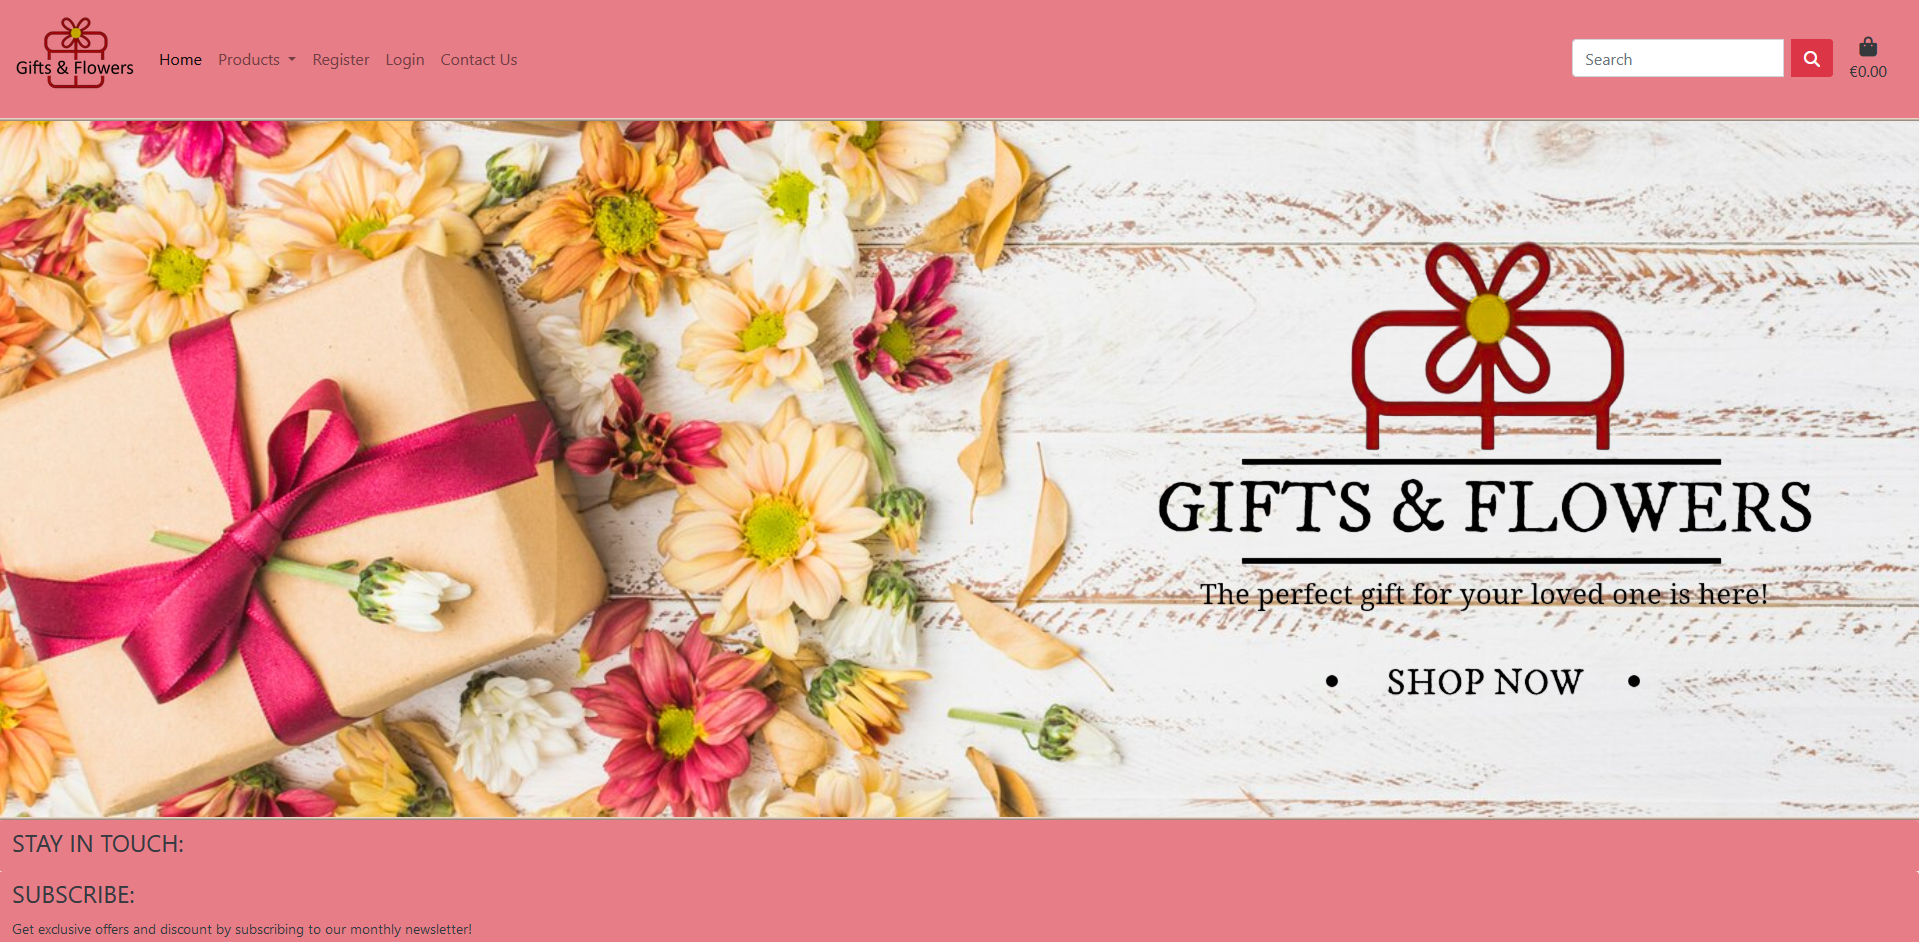 Gifts & Flowers
Home
Products
Register
Login
Contact Us
Search
€0.00
GIFTS & FLOWERS
The perfect gift for your loved one is here!
• SHOP NOW •
STAY IN TOUCH:
SUBSCRIBE:
Get exclusive offers and discount by subscribing to our monthly newsletter!